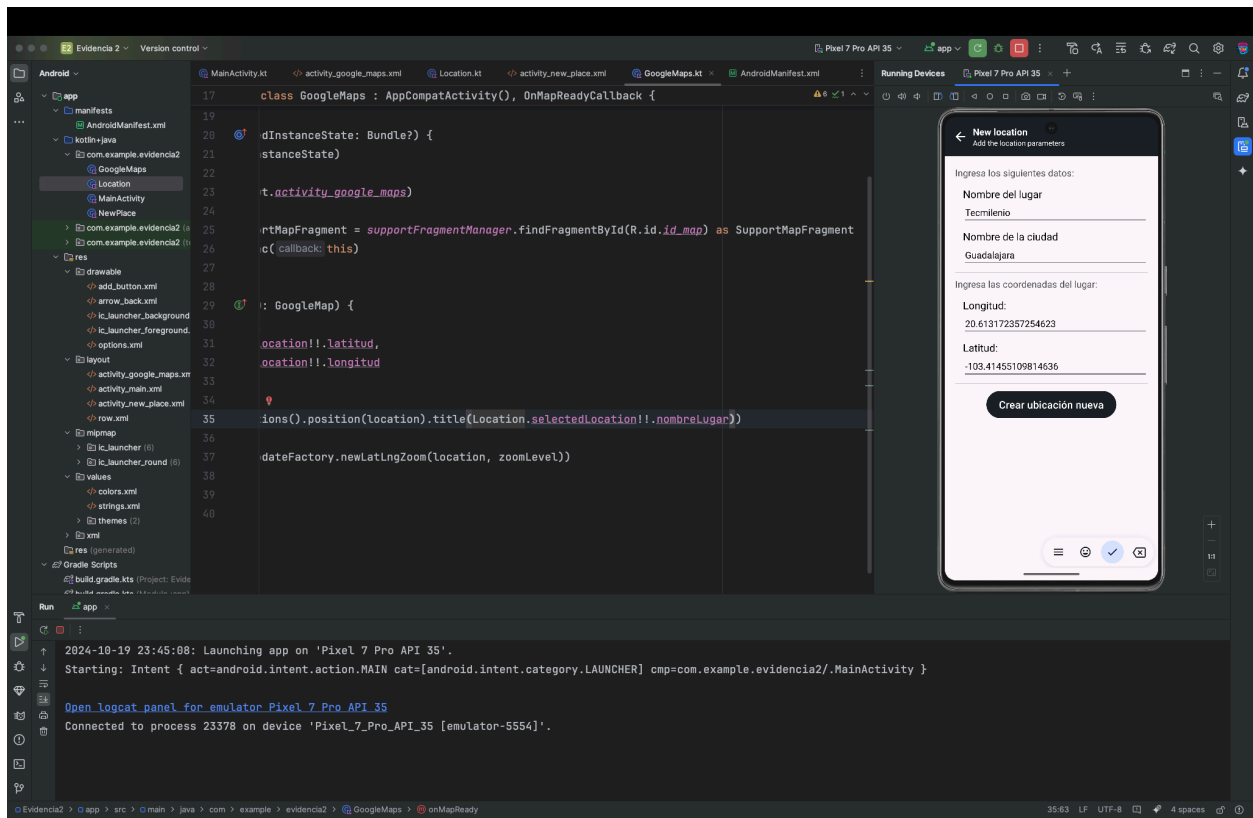 E2 Evidencia 2 Version control
Pixel 7 Pro API 35 app
Android
MainActivity.kt activity_google_maps.xml Location.kt activity_new_place.xml GoogleMaps.kt AndroidManifest.xml
Running Devices Pixel 7 Pro API 35
app
manifests
AndroidManifest.xml
kotlin+java
com.example.evidencia2
GoogleMaps
Location
MainActivity
NewPlace
com.example.evidencia2 (a
com.example.evidencia2 (t
res
drawable
add_button.xml
arrow_back.xml
ic_launcher_background
ic_launcher_foreground.
options.xml
layout
activity_google_maps.xm
activity_main.xml
activity_new_place.xml
row.xml
mipmap
ic_launcher (6)
ic_launcher_round (6)
values
colors.xml
strings.xml
themes (2)
xml
res (generated)
Gradle Scripts
build.gradle.kts (Project: Evide
build.gradle.kts (Module :app)
17 class GoogleMaps : AppCompatActivity(), OnMapReadyCallback {
6 1
19
20 dInstanceState: Bundle?) {
21 stanceState)
22
23 t.activity_google_maps)
24
25 rtMapFragment = supportFragmentManager.findFragmentById(R.id.id_map) as SupportMapFragment
26 c( callback: this)
27
28
29 : GoogleMap) {
30
31 ocation!!.latitud,
32 ocation!!.longitud
33
34
35 ions().position(location).title(Location.selectedLocation!!.nombreLugar))
36
37 dateFactory.newLatLngZoom(location, zoomLevel))
38
39
40
New location
Add the location parameters
Ingresa los siguientes datos:
Nombre del lugar
Tecmilenio
Nombre de la ciudad
Guadalajara
Ingresa las coordenadas del lugar:
Longitud:
20.613172357254623
Latitud:
-103.41455109814636
Crear ubicación nueva
1:1
Run app
2024-10-19 23:45:08: Launching app on 'Pixel 7 Pro API 35'.
Starting: Intent { act=android.intent.action.MAIN cat=[android.intent.category.LAUNCHER] cmp=com.example.evidencia2/.MainActivity }
Open logcat panel for emulator Pixel 7 Pro API 35
Connected to process 23378 on device 'Pixel_7_Pro_API_35 [emulator-5554]'.
Evidencia2 > app > src > main > java > com > example > evidencia2 > GoogleMaps > onMapReady
35:63 LF UTF-8 4 spaces